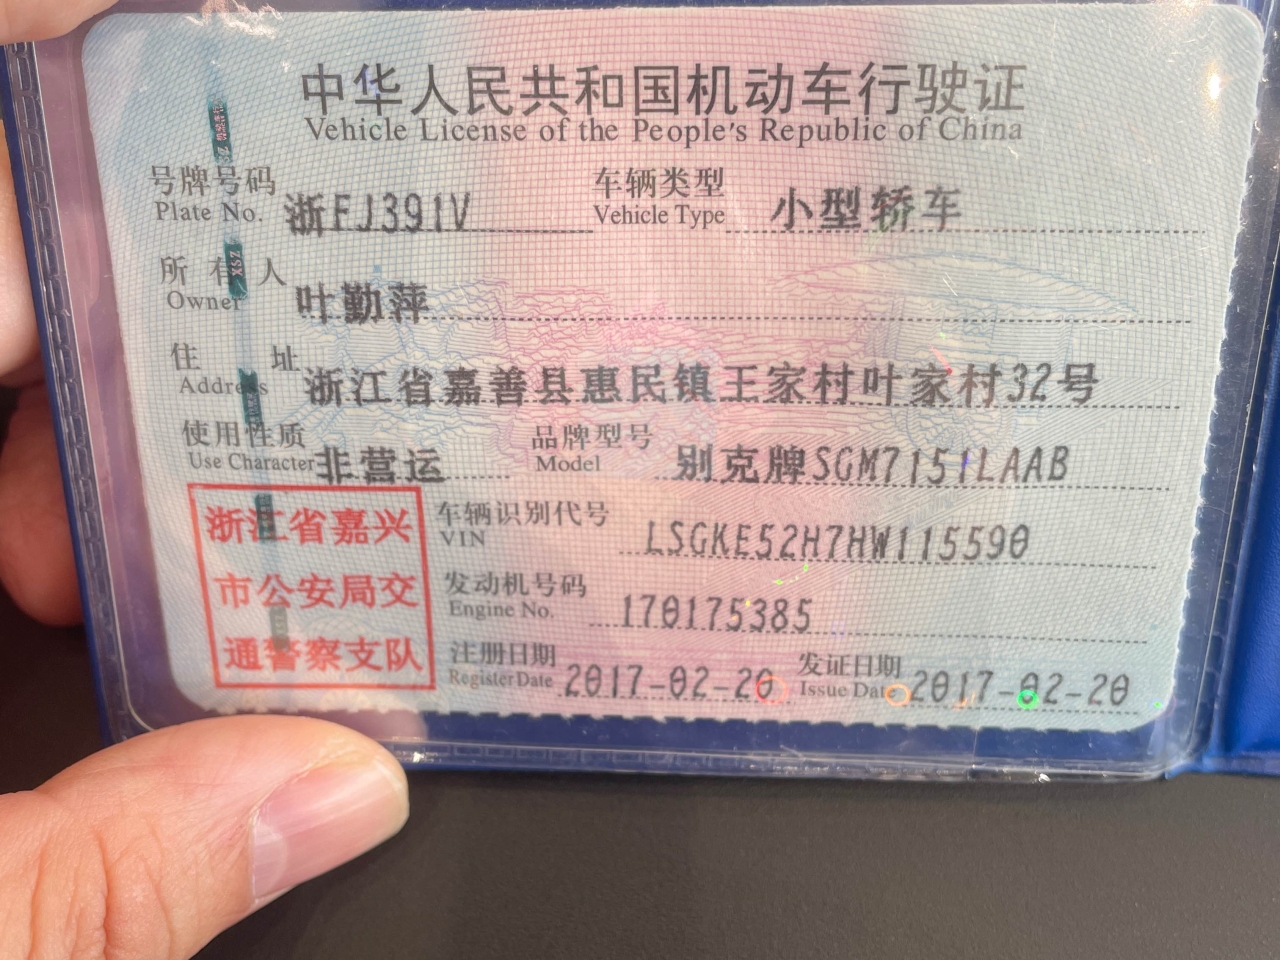 中华人民共和国机动车行驶证
Vehicle License of the People's Republic of China
号牌号码 浙FJ391V 车辆类型 小型轿车
Plate No. Vehicle Type
所有人 叶勤萍
Owner
住址 浙江省嘉善县惠民镇王家村叶家村32号
Address
使用性质 非营运 品牌型号 别克牌SGM7151LAAB
Use Character Model
浙江省嘉兴
市公安局交
通警察支队
车辆识别代号 LSGKE52H7HW115590
VIN
发动机号码 170175385
Engine No.
注册日期 2017-02-20 发证日期 2017-02-20
Register Date Issue Date